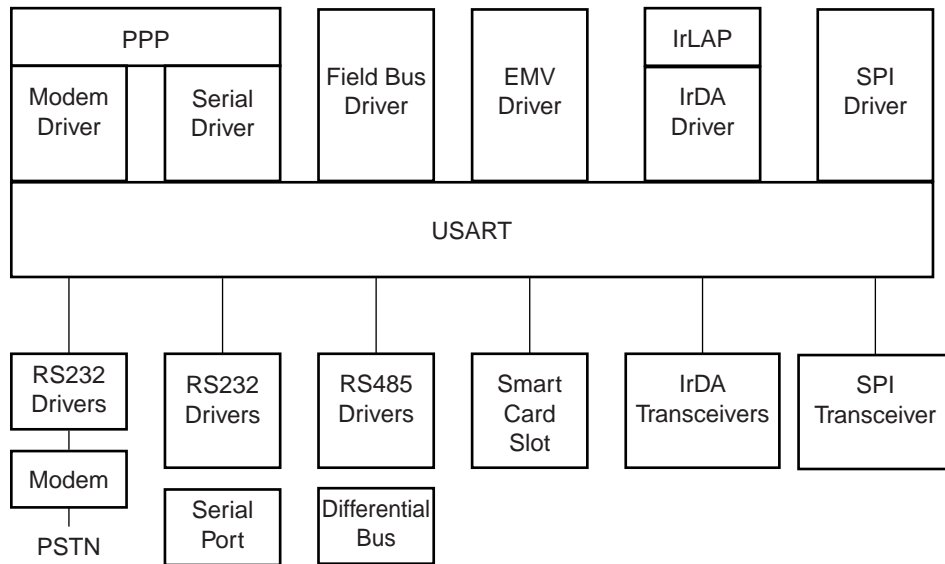 PPP
Modem
Driver
Serial
Driver
Field Bus
Driver
EMV
Driver
IrLAP
IrDA
Driver
SPI
Driver
USART
RS232
Drivers
Modem
PSTN
RS232
Drivers
Serial
Port
RS485
Drivers
Differential
Bus
Smart
Card
Slot
IrDA
Transceivers
SPI
Transceiver